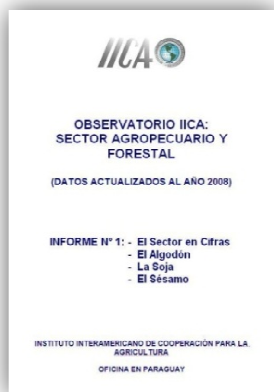 IICA
OBSERVATORIO IICA:
SECTOR AGROPECUARIO Y
FORESTAL
(DATOS ACTUALIZADOS AL AÑO 2008)
INFORME N° 1: - El Sector en Cifras
- El Algodón
- La Soja
- El Sésamo
INSTITUTO INTERAMERICANO DE COOPERACIÓN PARA LA
AGRICULTURA
OFICINA EN PARAGUAY